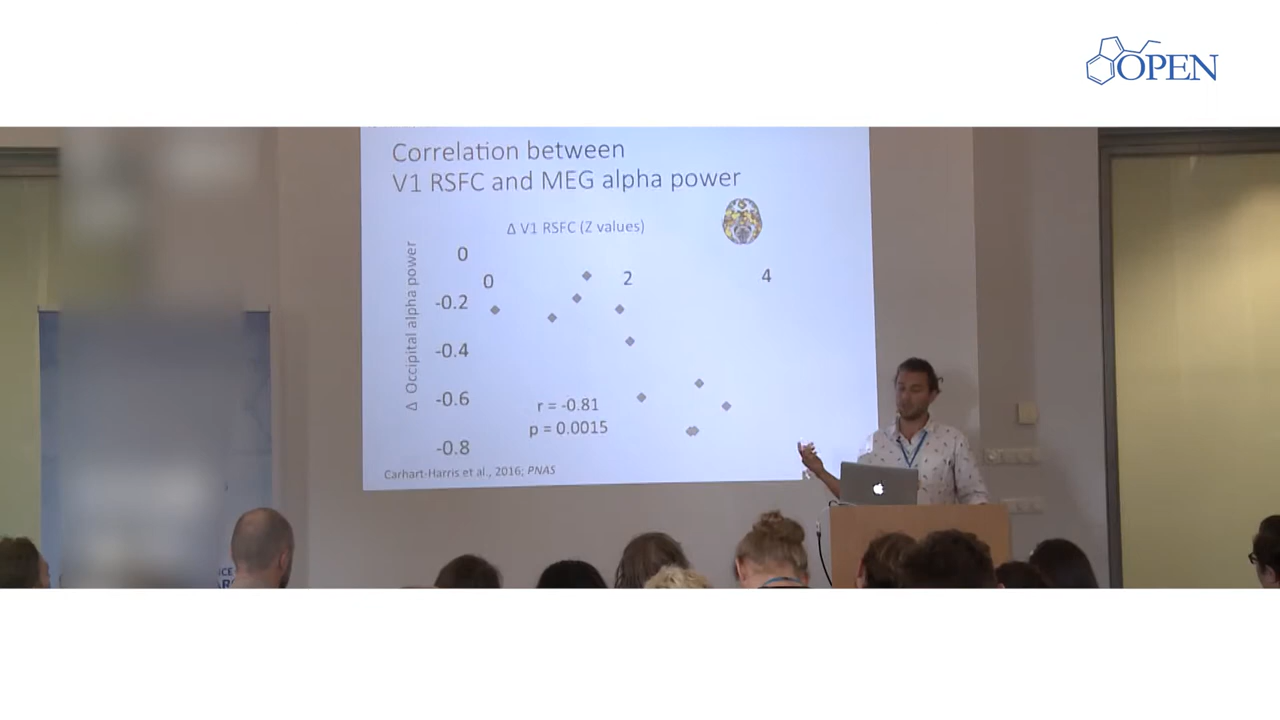 OPEN
Correlation between
V1 RSFC and MEG alpha power
Δ V1 RSFC (Z values)
Δ Occipital alpha power
0
0
2
4
-0.2
-0.4
-0.6
-0.8
r = -0.81
p = 0.0015
Carhart-Harris et al., 2016; PNAS